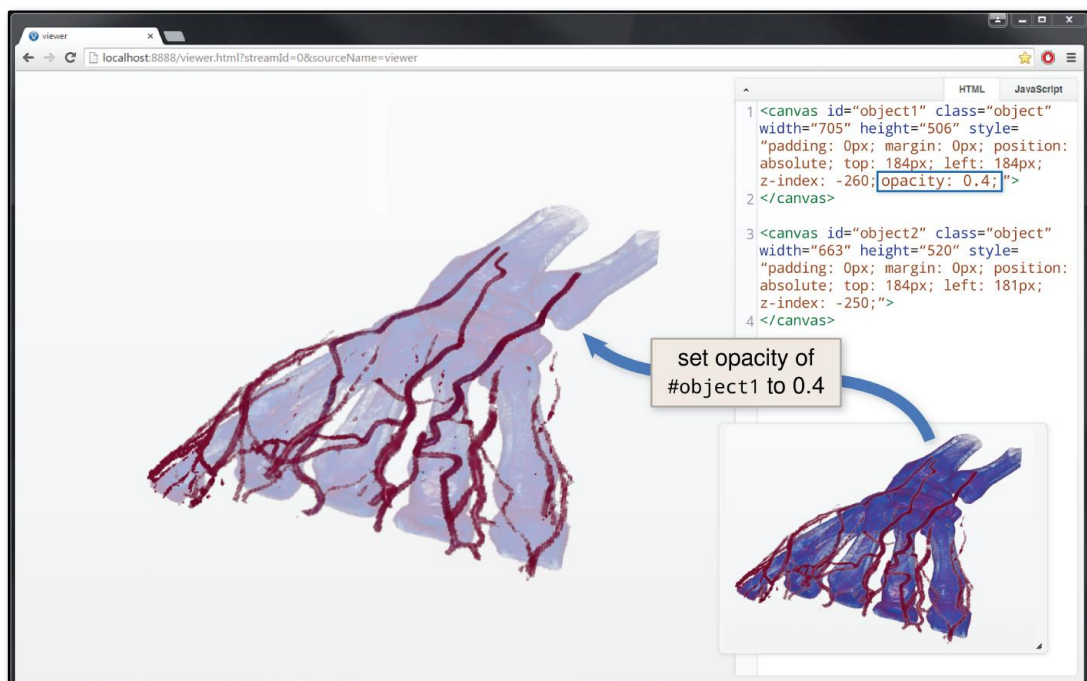 viewer
localhost:8888/viewer.html?streamId=0&sourceName=viewer
HTML JavaScript
1 <canvas id=“object1” class=“object”
width=“705” height=“506” style=
“padding: 0px; margin: 0px; position:
absolute; top: 184px; left: 184px;
z-index: -260; opacity: 0.4; ”>
2 </canvas>
3 <canvas id=“object2” class=“object”
width=“663” height=“520” style=
“padding: 0px; margin: 0px; position:
absolute; top: 184px; left: 181px;
z-index: -250;”>
4 </canvas>
set opacity of
#object1 to 0.4